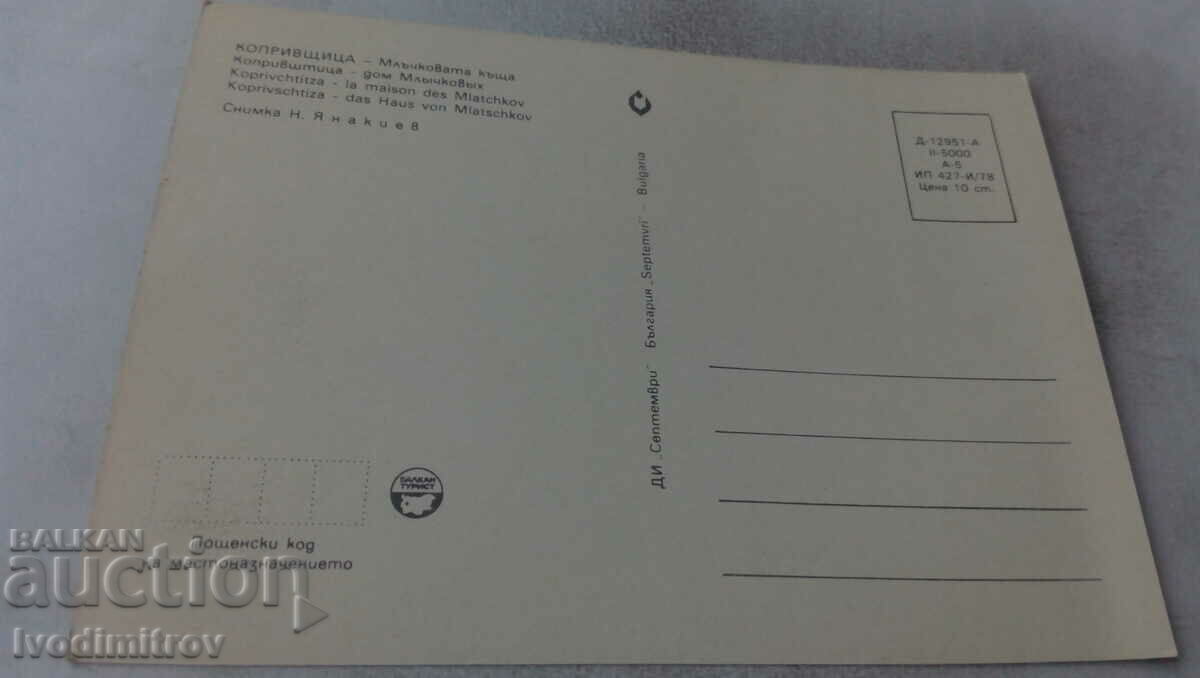 КОПРИВЩИЦА – Млъчковата къща
Копривштица – дом Млычковых
Koprivchtitza - la maison des Mlatchkov
Koprivschtiza - das Haus von Mlatschkov
Снимка Н. Янакиев
Д-12951-А
II-5000
А-5
ИП 427-И/78
Цена 10 ст.
ДИ „Септември" България „Septemvri" – Bulgaria
БАЛКАН
ТУРИСТ
Пощенски код
на местоназначението
BALKAN
auction
Ivodimitrov